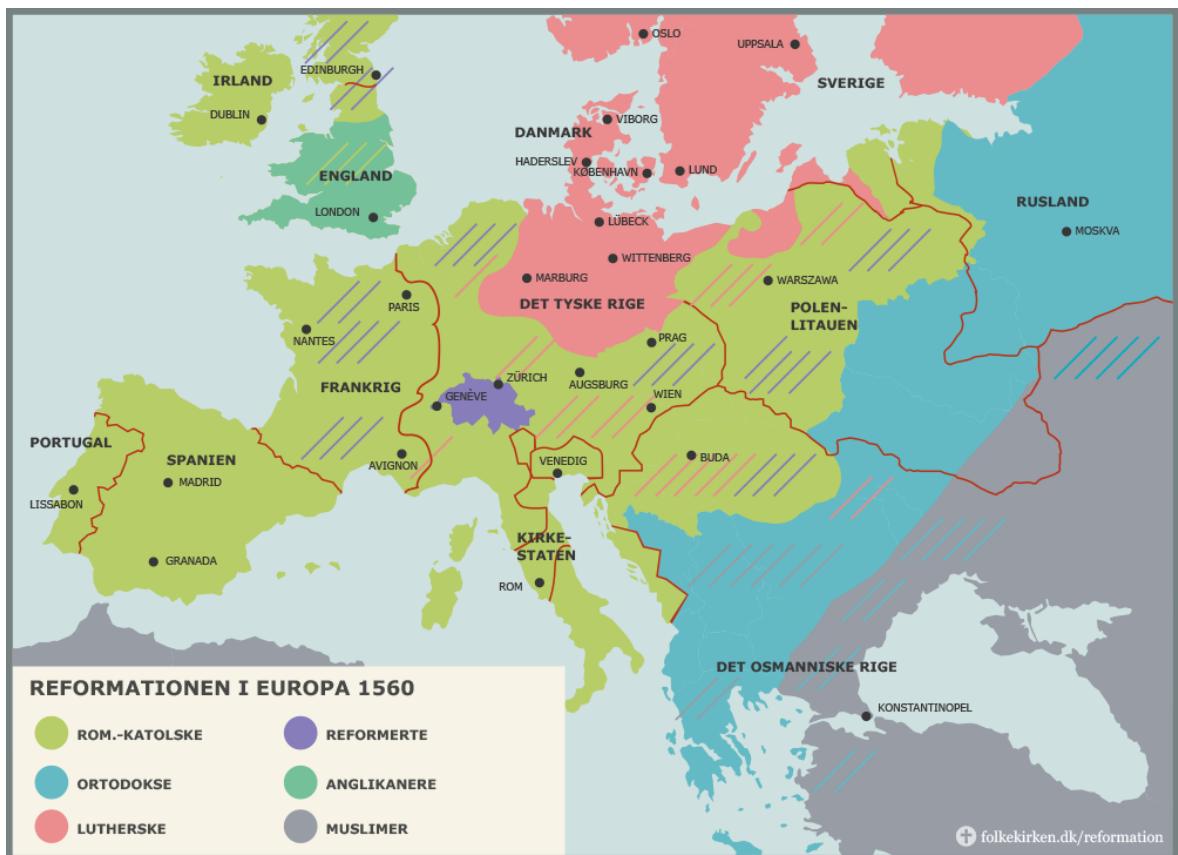 OSLO
UPPSALA
EDINBURGH
IRLAND
SVERIGE
DUBLIN
VIBORG
DANMARK
HADERSLEV
KØBENHAVN
LUND
ENGLAND
RUSLAND
LONDON
LÜBECK
MOSKVA
WITTENBERG
MARBURG
WARSZAWA
DET TYSKE RIGE
PARIS
POLEN-
LITAUEN
NANTES
PRAG
ZÜRICH
AUGSBURG
FRANKRIG
GENÈVE
WIEN
PORTUGAL
SPANIEN
AVIGNON
VENEDIG
BUDA
MADRID
LISSABON
KIRKE-
STATEN
GRANADA
ROM
DET OSMANNISKE RIGE
KONSTANTINOPEL
REFORMATIONEN I EUROPA 1560
ROM.-KATOLSKE
REFORMERTE
ORTODOKSE
ANGLIKANERE
LUTHERSKE
MUSLIMER
folkekirken.dk/reformation